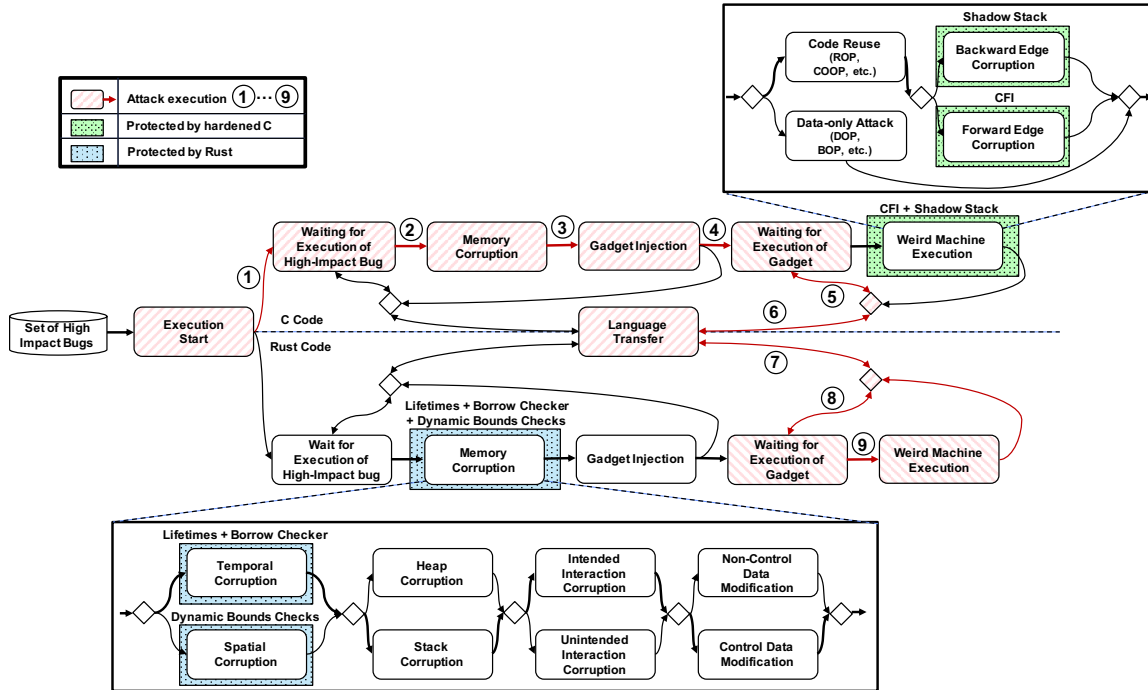 Shadow Stack
Code Reuse
(ROP,
COOP, etc.)
Backward Edge
Corruption
CFI
Data-only Attack
(DOP,
BOP, etc.)
Forward Edge
Corruption
Attack execution 1 ... 9
Protected by hardened C
Protected by Rust
CFI + Shadow Stack
1
Waiting for
Execution of
High-Impact Bug
2
Memory
Corruption
3
Gadget Injection
4
Waiting for
Execution of
Gadget
Weird Machine
Execution
5
6
Set of High
Impact Bugs
Execution
Start
C Code
Rust Code
Language
Transfer
7
8
Lifetimes + Borrow Checker
+ Dynamic Bounds Checks
Wait for
Execution of
High-Impact bug
Memory
Corruption
Gadget Injection
Waiting for
Execution of
Gadget
9
Weird Machine
Execution
Lifetimes + Borrow Checker
Temporal
Corruption
Heap
Corruption
Intended
Interaction
Corruption
Non-Control
Data
Modification
Dynamic Bounds Checks
Spatial
Corruption
Stack
Corruption
Unintended
Interaction
Corruption
Control Data
Modification